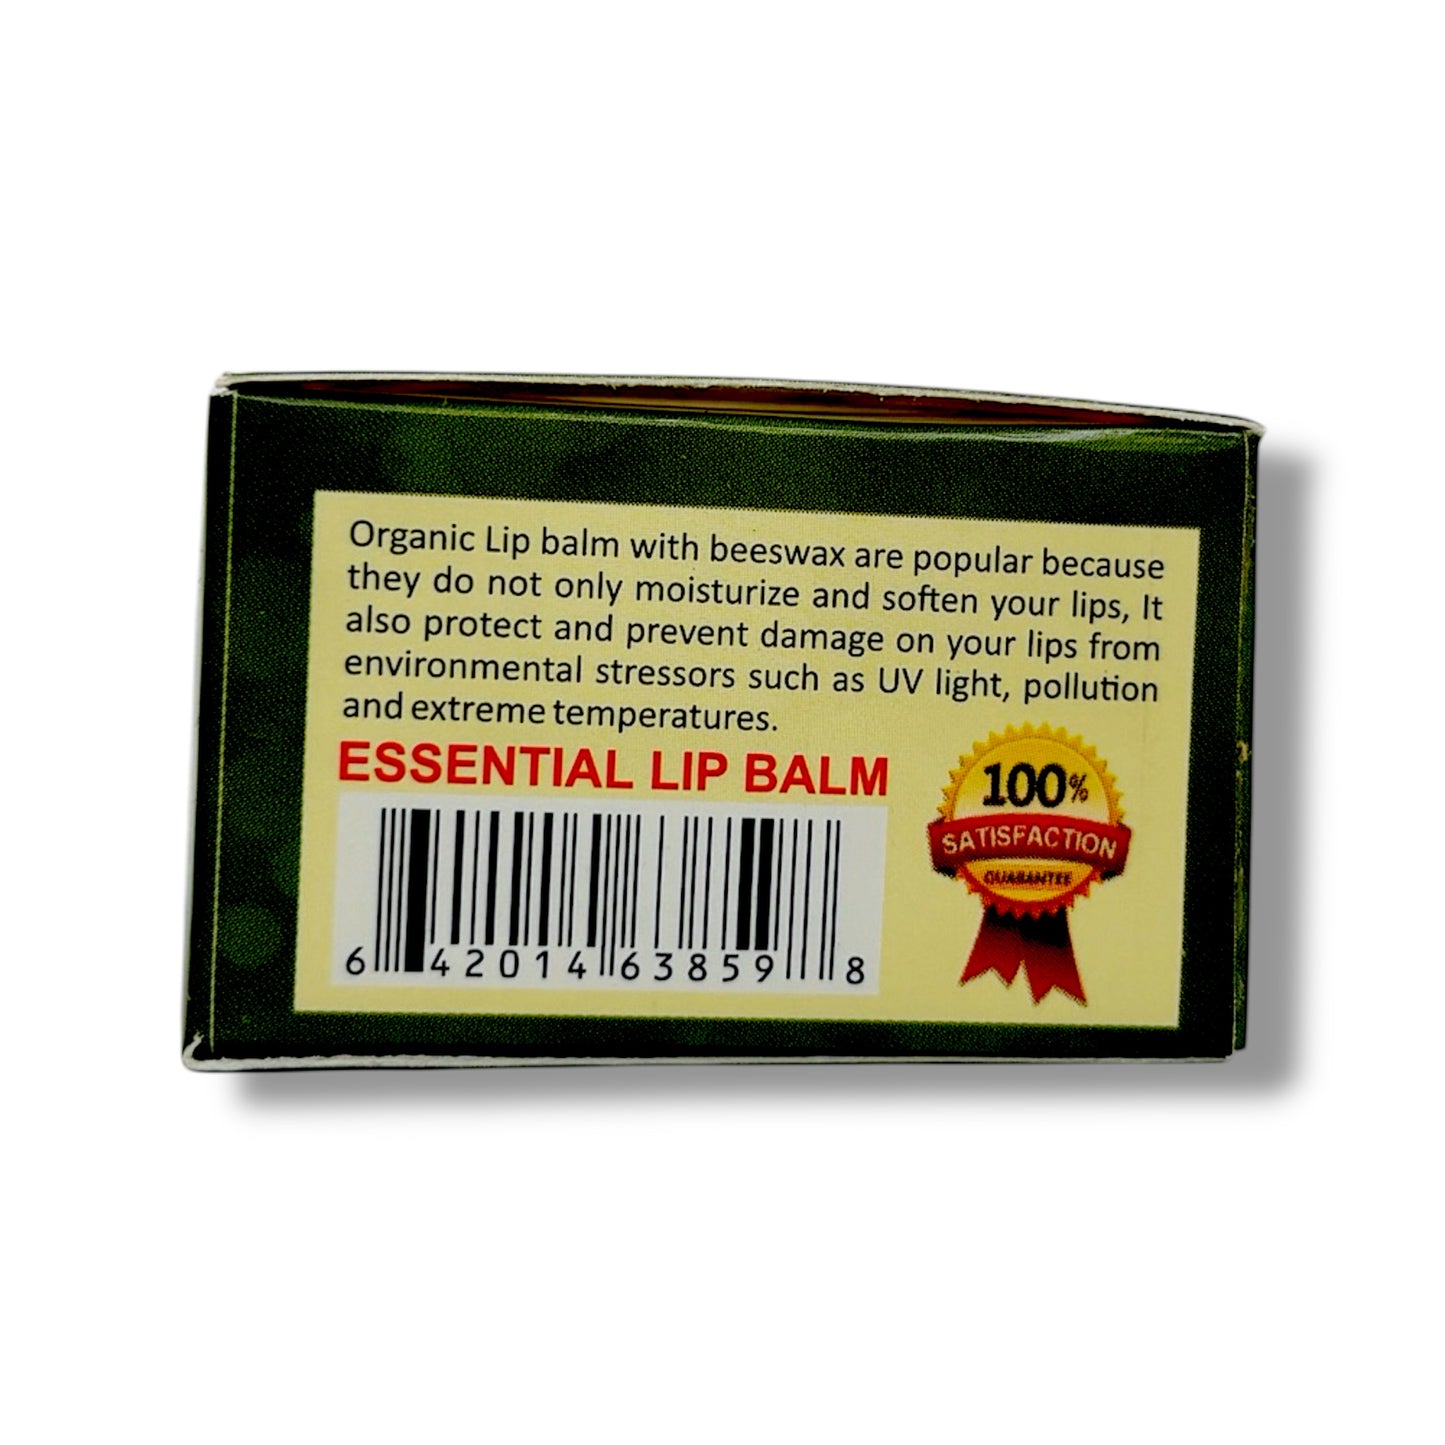 Organic Lip balm with beeswax are popular because
they do not only moisturize and soften your lips, It
also protect and prevent damage on your lips from
environmental stressors such as UV light, pollution
and extreme temperatures.
ESSENTIAL LIP BALM
6 42014 63859 8
100%
SATISFACTION
GUARANTEE